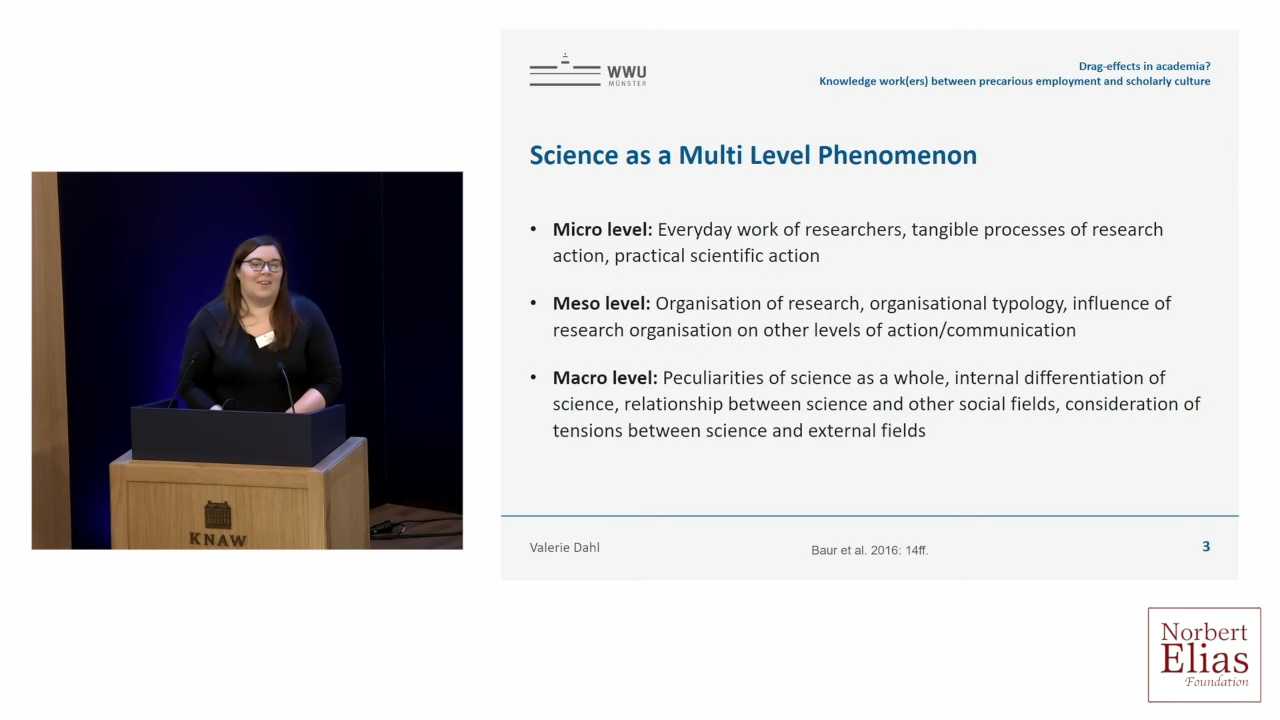 WWU
MÜNSTER
Drag-effects in academia?
Knowledge work(ers) between precarious employment and scholarly culture
Science as a Multi Level Phenomenon
• Micro level: Everyday work of researchers, tangible processes of research
action, practical scientific action
• Meso level: Organisation of research, organisational typology, influence of
research organisation on other levels of action/communication
• Macro level: Peculiarities of science as a whole, internal differentiation of
science, relationship between science and other social fields, consideration of
tensions between science and external fields
Valerie Dahl
Baur et al. 2016: 14ff.
3
KNAW
Norbert
Elias
Foundation